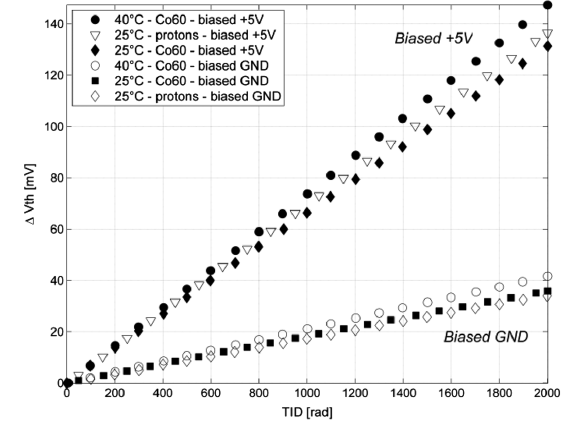 140
120
100
80
60
40
20
0
Δ Vth [mV]
40°C - Co60 - biased +5V
25°C - protons - biased +5V
25°C - Co60 - biased +5V
40°C - Co60 - biased GND
25°C - Co60 - biased GND
25°C - protons - biased GND
Biased +5V
Biased GND
0 200 400 600 800 1000 1200 1400 1600 1800 2000
TID [rad]